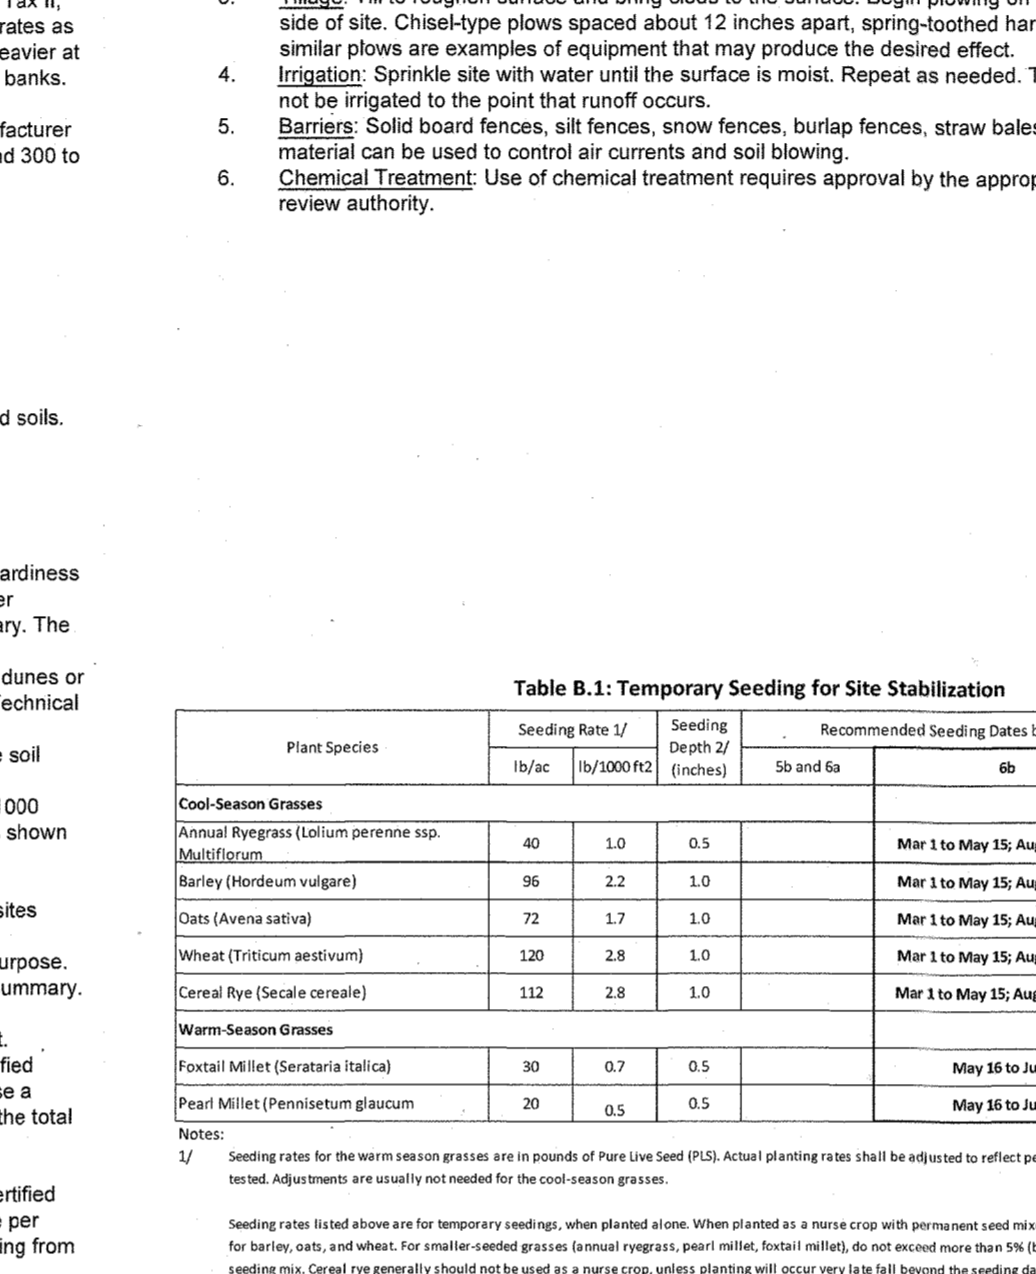 rates as
eavier at
banks.
facturer
nd 300 to
d soils.
ardiness
er
ary. The
dunes or
echnical
soil
000
shown
sites
urpose.
ummary.
t.
fied
se a
the total
ertified
per
ing from
side of site. Chisel-type plows spaced about 12 inches apart, spring-toothed har
similar plows are examples of equipment that may produce the desired effect.
4. Irrigation: Sprinkle site with water until the surface is moist. Repeat as needed. T
not be irrigated to the point that runoff occurs.
5. Barriers: Solid board fences, silt fences, snow fences, burlap fences, straw bales
material can be used to control air currents and soil blowing.
6. Chemical Treatment: Use of chemical treatment requires approval by the approp
review authority.
Table B.1: Temporary Seeding for Site Stabilization
Plant Species Seeding Rate 1/ Seeding Depth 2/ (inches) Recommended Seeding Dates b
lb/ac lb/1000 ft2 5b and 6a 6b
Cool-Season Grasses
Annual Ryegrass (Lolium perenne ssp.
Multiflorum 40 1.0 0.5 Mar 1 to May 15; Aug
Barley (Hordeum vulgare) 96 2.2 1.0 Mar 1 to May 15; Aug
Oats (Avena sativa) 72 1.7 1.0 Mar 1 to May 15; Aug
Wheat (Triticum aestivum) 120 2.8 1.0 Mar 1 to May 15; Aug
Cereal Rye (Secale cereale) 112 2.8 1.0 Mar 1 to May 15; Aug
Warm-Season Grasses
Foxtail Millet (Serataria italica) 30 0.7 0.5 May 16 to Ju
Pearl Millet (Pennisetum glaucum 20 0.5 0.5 May 16 to Ju
Notes:
1/ Seeding rates for the warm season grasses are in pounds of Pure Live Seed (PLS). Actual planting rates shall be adjusted to reflect pe
tested. Adjustments are usually not needed for the cool-season grasses.
Seeding rates listed above are for temporary seedings, when planted alone. When planted as a nurse crop with permanent seed mix
for barley, oats, and wheat. For smaller-seeded grasses (annual ryegrass, pearl millet, foxtail millet), do not exceed more than 5% (b
seeding mix. Cereal rye generally should not be used as a nurse crop, unless planting will occur very late fall beyond the seeding da